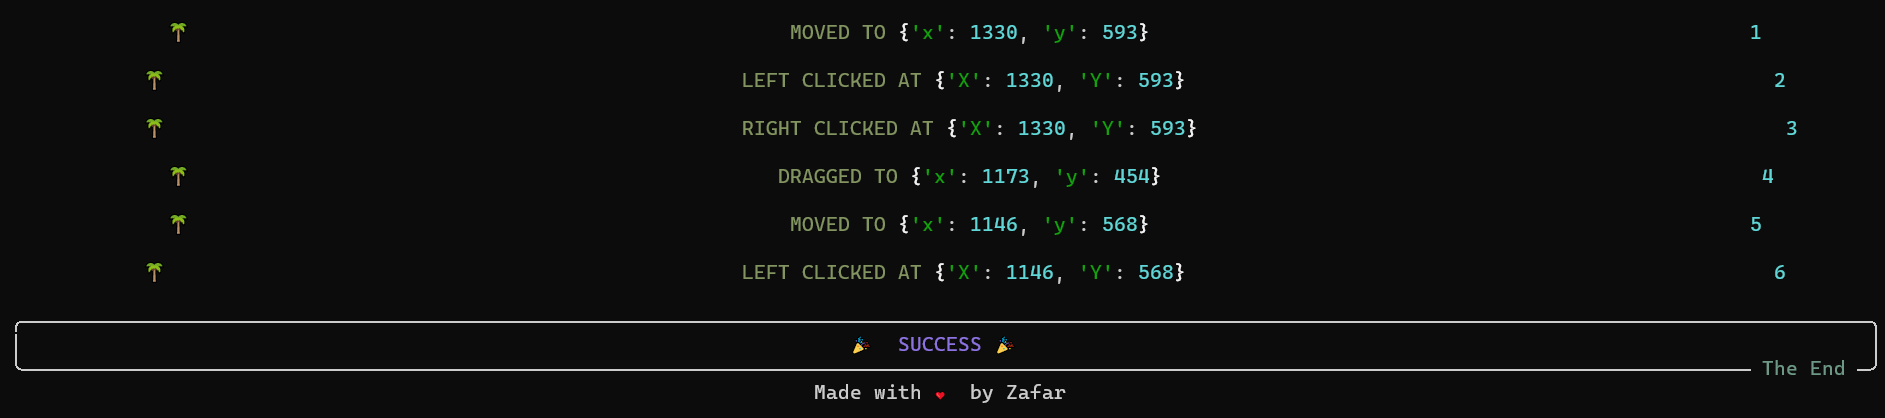 🌴 MOVED TO {'x': 1330, 'y': 593} 1
🌴 LEFT CLICKED AT {'X': 1330, 'Y': 593} 2
🌴 RIGHT CLICKED AT {'X': 1330, 'Y': 593} 3
🌴 DRAGGED TO {'x': 1173, 'y': 454} 4
🌴 MOVED TO {'x': 1146, 'y': 568} 5
🌴 LEFT CLICKED AT {'X': 1146, 'Y': 568} 6
🎉 SUCCESS 🎉
The End
Made with ♥ by Zafar